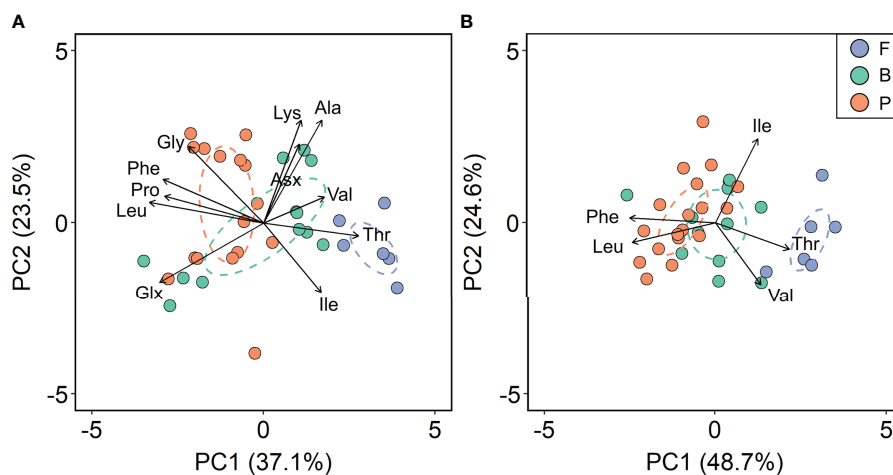 A
PC2 (23.5%)
5
0
-5
Lys
Ala
Gly
Phe
Asx
Pro
Val
Leu
Thr
Glx
Ile
-5
0
5
PC1 (37.1%)
B
F
B
P
PC2 (24.6%)
5
0
-5
Ile
Phe
Leu
Thr
Val
-5
0
5
PC1 (48.7%)